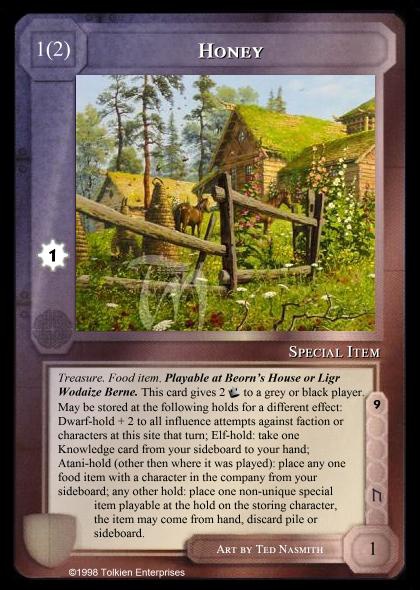 1(2)
Honey
1
Special Item
Treasure. Food item. Playable at Beorn's House or Ligr
Wodaize Berne. This card gives 2 to a grey or black player.
May be stored at the following holds for a different effect:
Dwarf-hold + 2 to all influence attempts against faction or
characters at this site that turn; Elf-hold: take one
Knowledge card from your sideboard to your hand;
Atani-hold (other then where it was played): place any one
food item with a character in the company from your
sideboard; any other hold: place one non-unique special
item playable at the hold on the storing character,
the item may come from hand, discard pile or
sideboard.
9
Art by Ted Nasmith
1
©1998 Tolkien Enterprises